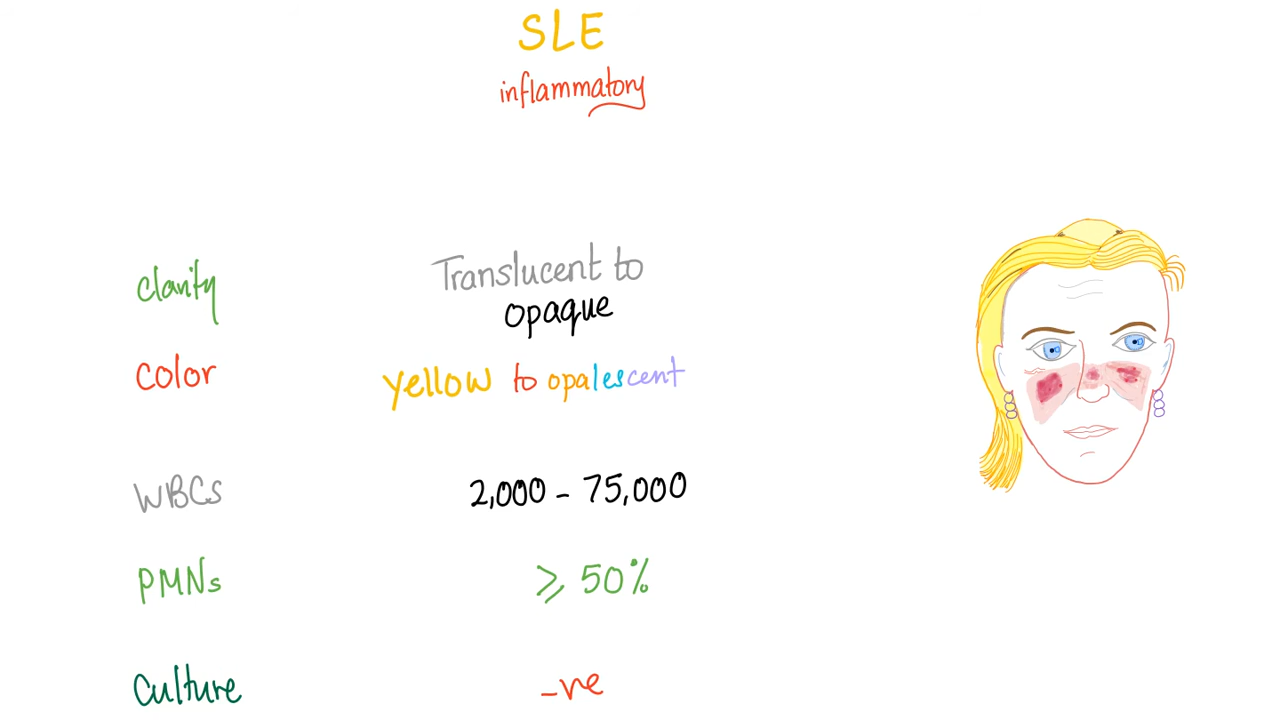 SLE
inflammatory
clarity
Translucent to
opaque
color
yellow to opalescent
WBCs
2,000 - 75,000
PMNs
⩾ 50%
Culture
-ve